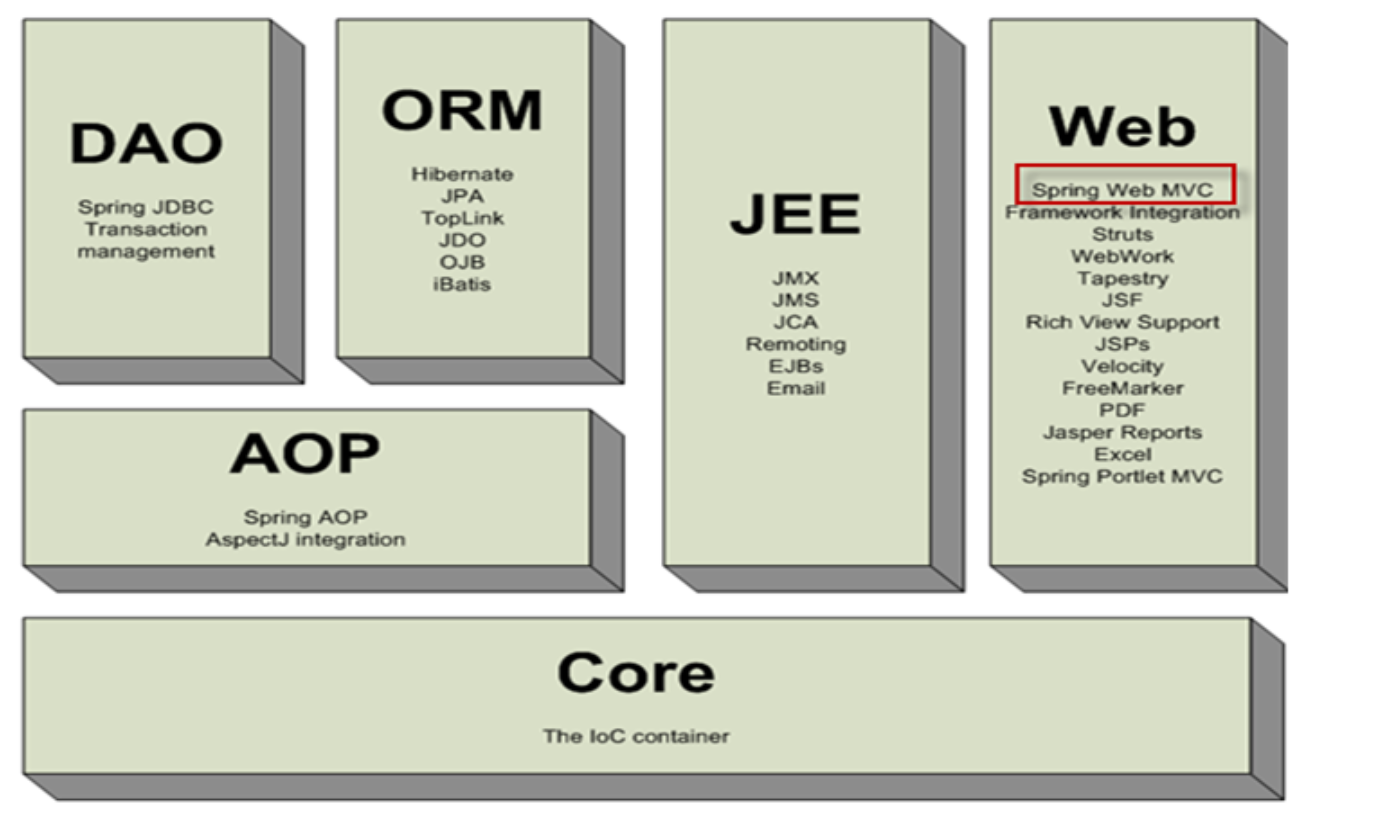 DAO
Spring JDBC
Transaction
management
ORM
Hibernate
JPA
TopLink
JDO
OJB
iBatis
JEE
JMX
JMS
JCA
Remoting
EJBs
Email
Web
Spring Web MVC
Framework Integration
Struts
WebWork
Tapestry
JSF
Rich View Support
JSPs
Velocity
FreeMarker
PDF
Jasper Reports
Excel
Spring Portlet MVC
AOP
Spring AOP
AspectJ integration
Core
The IoC container